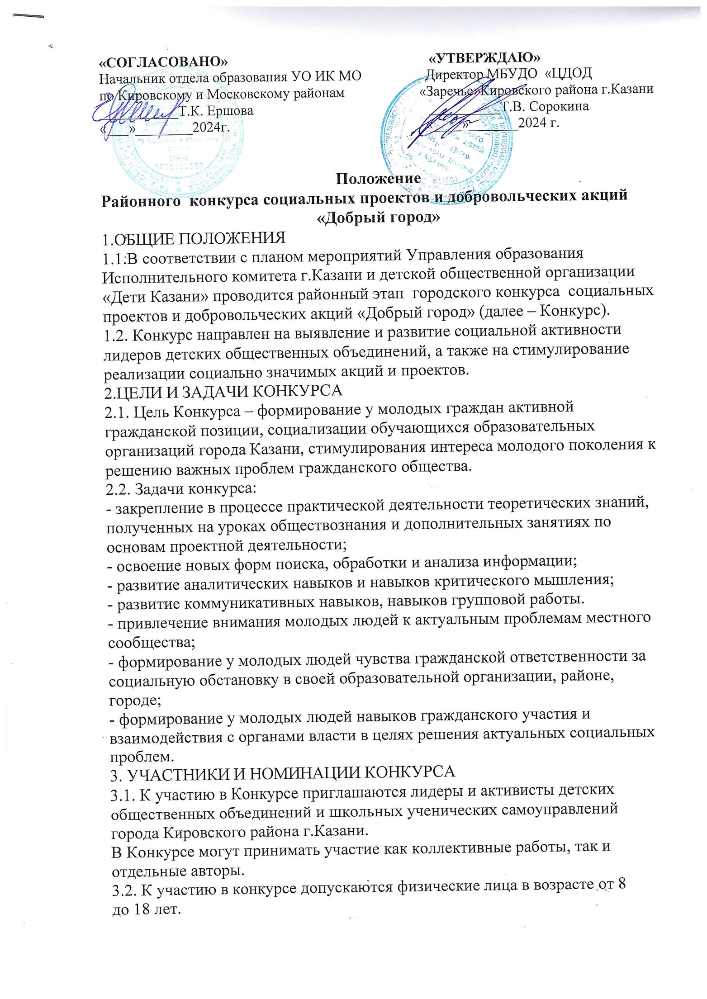 «СОГЛАСОВАНО»
Начальник отдела образования УО ИК МО
по Кировскому и Московскому районам
___________Т.К. Ершова
«___»________2024г.
«УТВЕРЖДАЮ»
Директор МБУДО «ЦДОД
«Заречье»Кировского района г.Казани
__________Т.В. Сорокина
«____»_______2024 г.
по Кировскому и Московскому
районам
ИНН
Положение
Районного конкурса социальных проектов и добровольческих акций
«Добрый город»
1.ОБЩИЕ ПОЛОЖЕНИЯ
1.1.В соответствии с планом мероприятий Управления образования
Исполнительного комитета г.Казани и детской общественной организации
«Дети Казани» проводится районный этап городского конкурса социальных
проектов и добровольческих акций «Добрый город» (далее – Конкурс).
1.2. Конкурс направлен на выявление и развитие социальной активности
лидеров детских общественных объединений, а также на стимулирование
реализации социально значимых акций и проектов.
2.ЦЕЛИ И ЗАДАЧИ КОНКУРСА
2.1. Цель Конкурса – формирование у молодых граждан активной
гражданской позиции, социализации обучающихся образовательных
организаций города Казани, стимулирования интереса молодого поколения к
решению важных проблем гражданского общества.
2.2. Задачи конкурса:
- закрепление в процессе практической деятельности теоретических знаний,
полученных на уроках обществознания и дополнительных занятиях по
основам проектной деятельности;
- освоение новых форм поиска, обработки и анализа информации;
- развитие аналитических навыков и навыков критического мышления;
- развитие коммуникативных навыков, навыков групповой работы.
- привлечение внимания молодых людей к актуальным проблемам местного
сообщества;
- формирование у молодых людей чувства гражданской ответственности за
социальную обстановку в своей образовательной организации, районе,
городе;
- формирование у молодых людей навыков гражданского участия и
взаимодействия с органами власти в целях решения актуальных социальных
проблем.
3. УЧАСТНИКИ И НОМИНАЦИИ КОНКУРСА
3.1. К участию в Конкурсе приглашаются лидеры и активисты детских
общественных объединений и школьных ученических самоуправлений
города Кировского района г.Казани.
В Конкурсе могут принимать участие как коллективные работы, так и
отдельные авторы.
3.2. К участию в конкурсе допускаются физические лица в возрасте от 8
до 18 лет.